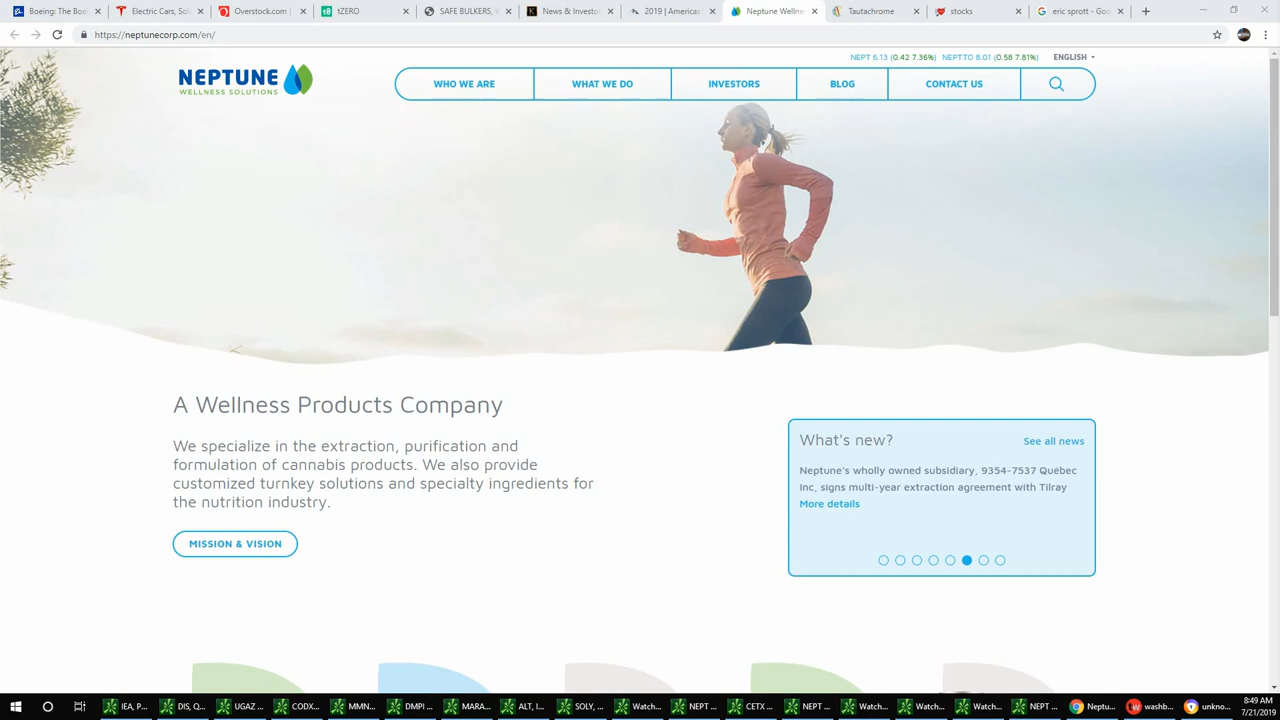 Boeing: The Boe
Electric Cars, Sol
Overstock.com |
tZERO
SAFE BULKERS, I
News & Investo
2019 | Americas
Neptune Wellne
Tautachrome
stocks
eric sprott - Goo
https://neptunecorp.com/en/
NEPT 6.13 (0.42 7.36%) NEPT.TO 8.01 (0.58 7.81%) ENGLISH
NEPTUNE
WELLNESS SOLUTIONS
WHO WE ARE
WHAT WE DO
INVESTORS
BLOG
CONTACT US
A Wellness Products Company
We specialize in the extraction, purification and
formulation of cannabis products. We also provide
customized turnkey solutions and specialty ingredients for
the nutrition industry.
MISSION & VISION
What's new?
See all news
Neptune's wholly owned subsidiary, 9354-7537 Québec
Inc, signs multi-year extraction agreement with Tilray
More details
IEA, P...
DIS, Q...
UGAZ ...
CODX...
MMN...
DMPI ...
MARA...
ALT, I...
SOLY, ...
Watch...
NEPT ...
CETX ...
NEPT ...
Watch...
Watch...
Watch...
NEPT ...
Neptu...
washb...
unkno...
8:49 AM
7/21/2019